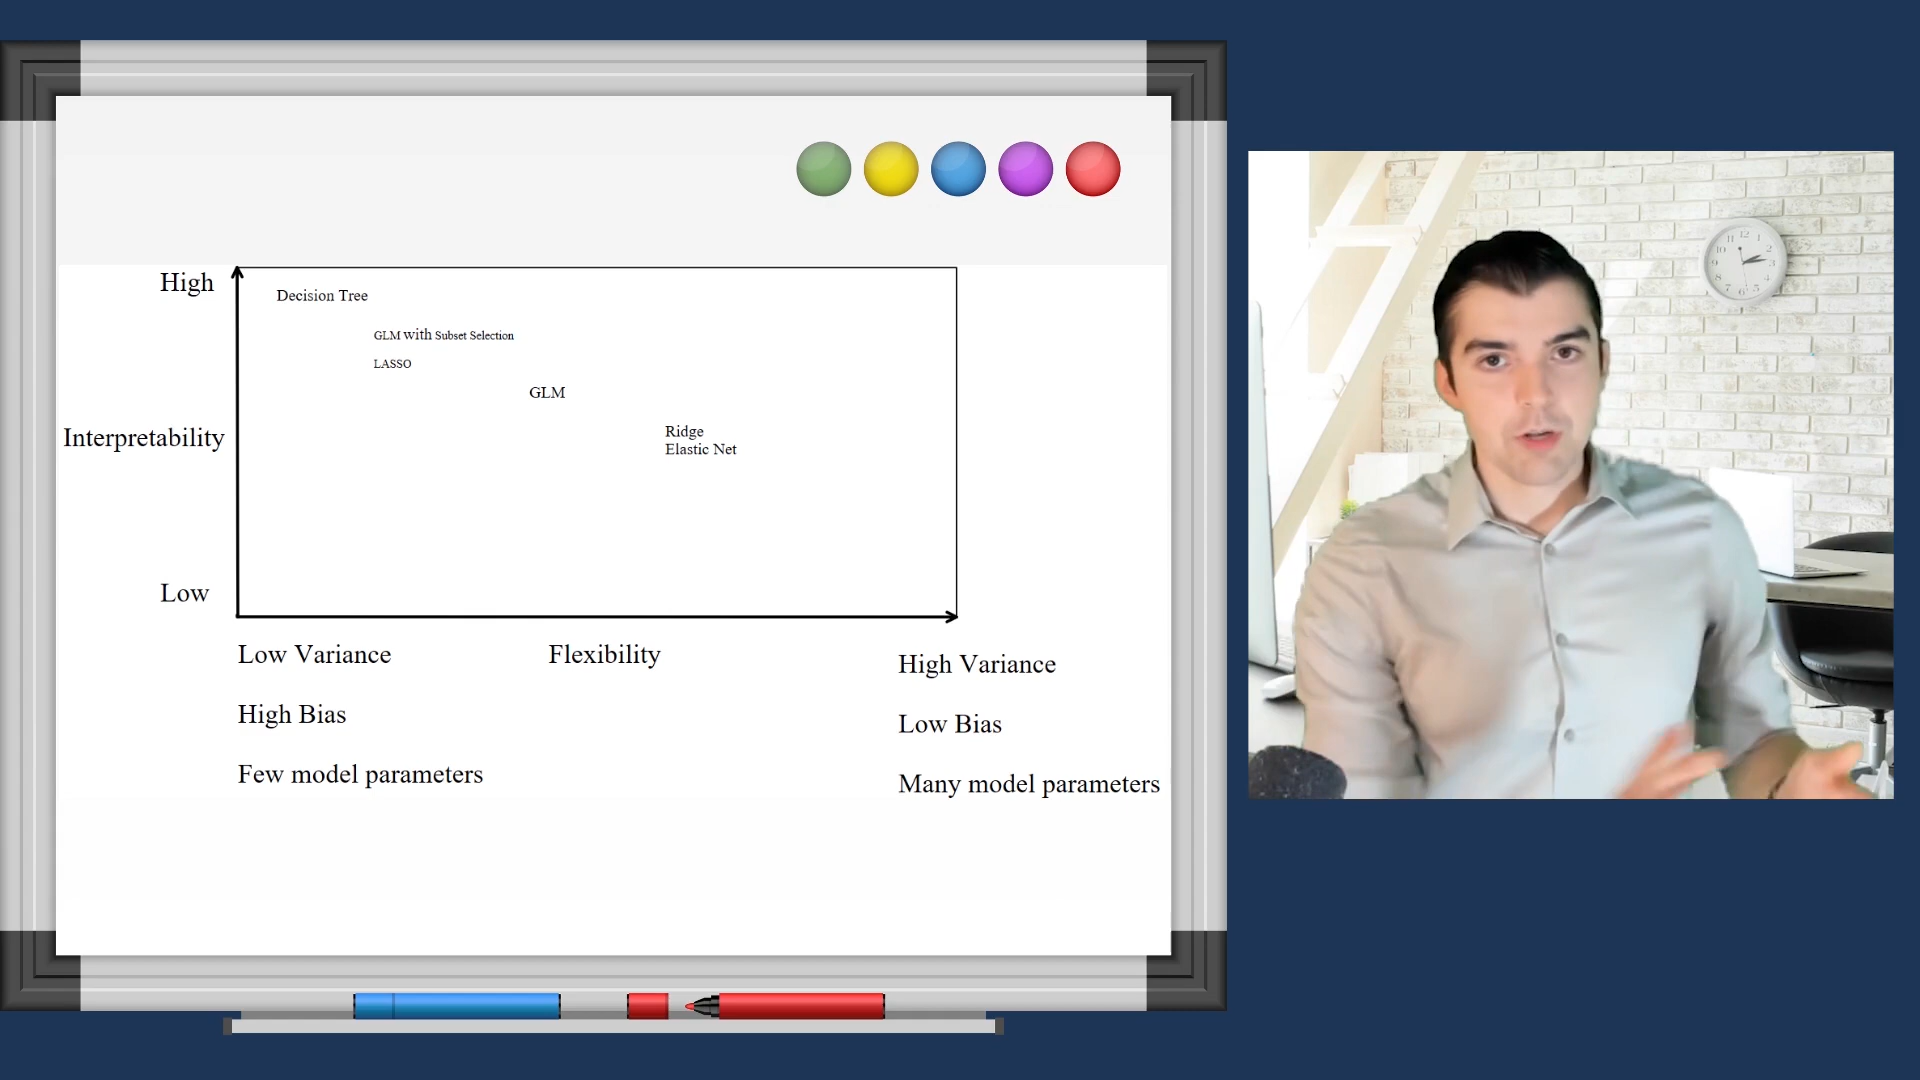 High
Decision Tree
GLM with Subset Selection
LASSO
GLM
Interpretability
Ridge
Elastic Net
Low
Low Variance
Flexibility
High Variance
High Bias
Low Bias
Few model parameters
Many model parameters